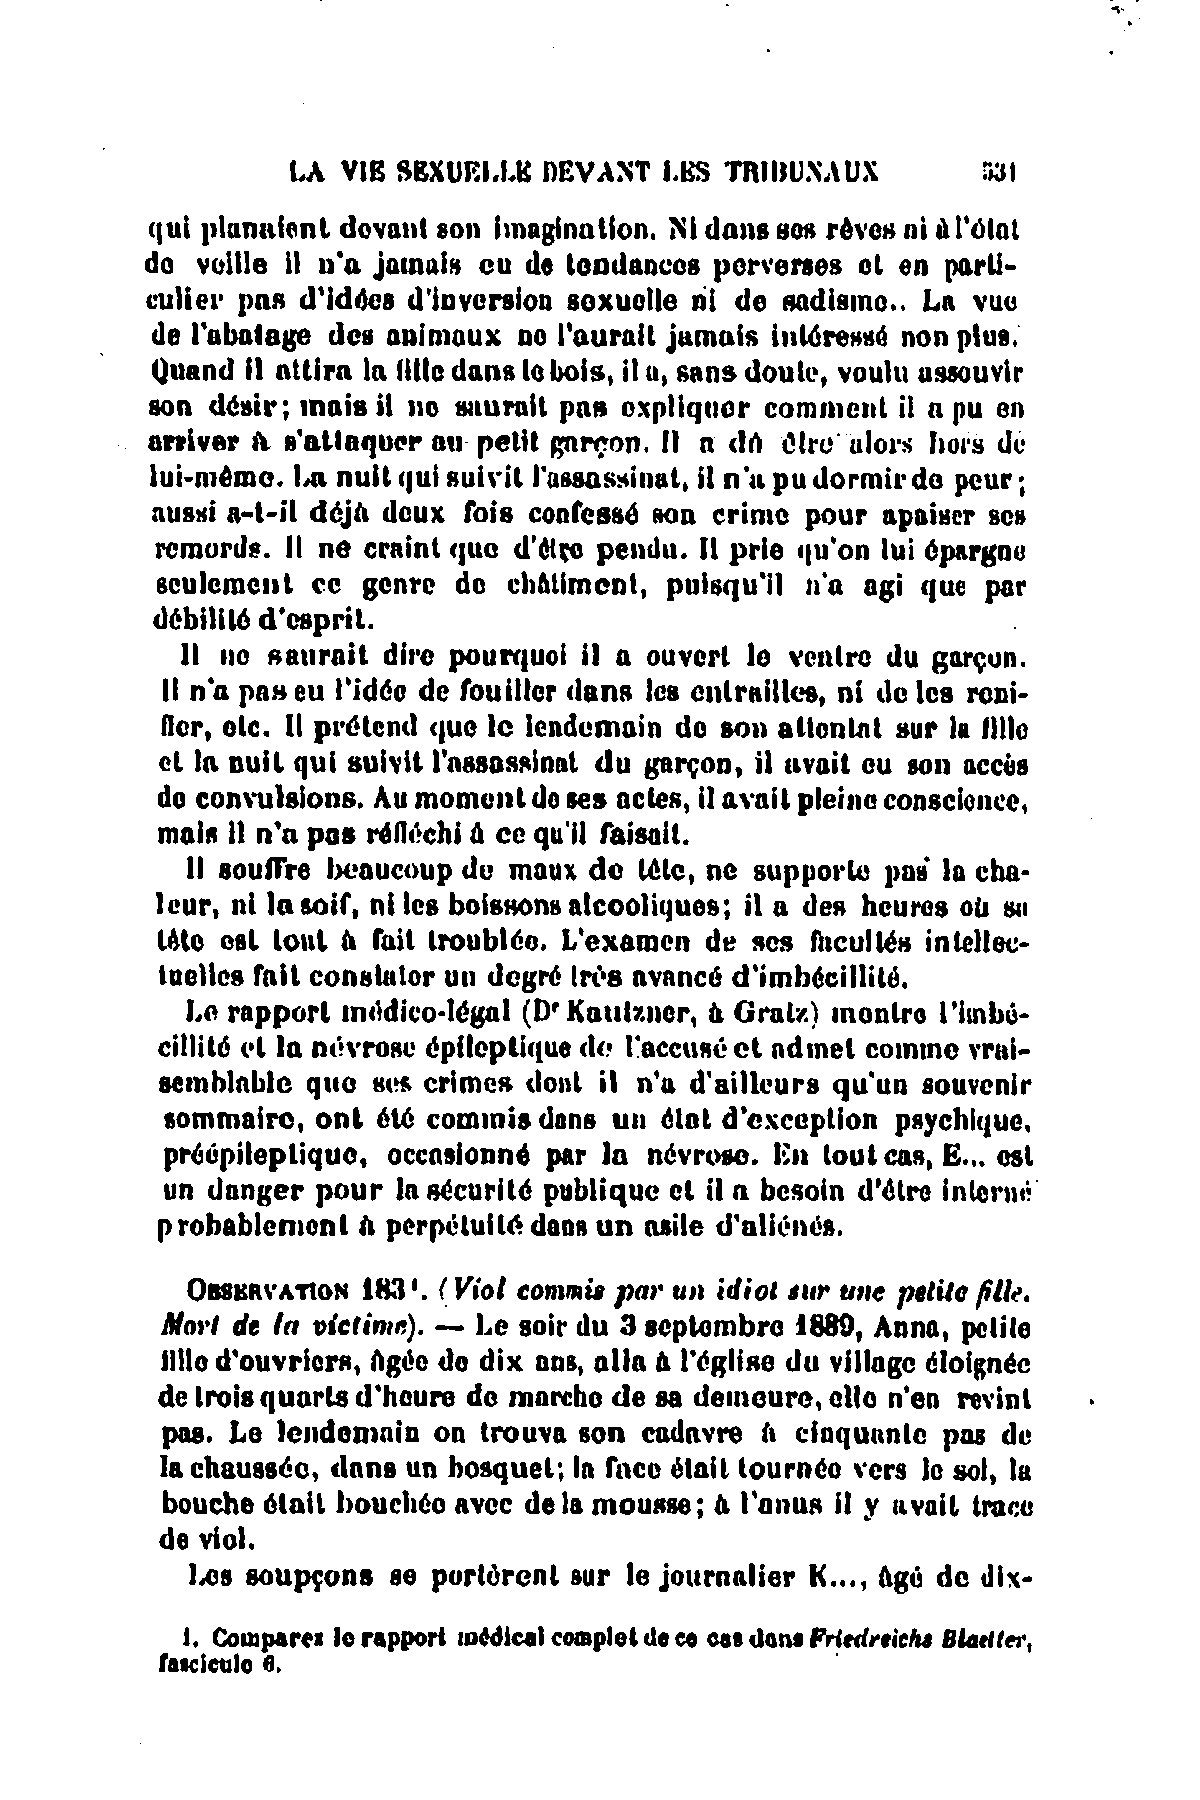 LA VIE SEXUELLE DEVANT LES TRIBUNAUX 531
qui planaient devant son imagination. Ni dans ses rêves ni à l'état
de veille il n'a jamais eu de tendances perverses et en parti-
culier pas d'idées d'inversion sexuelle ni de sadisme.. La vue
de l'abatage des animaux ne l'aurait jamais intéressé non plus.
Quand il attira la fille dans le bois, il a, sans doute, voulu assouvir
son désir; mais il ne saurait pas expliquer comment il a pu en
arriver à s'attaquer au petit garçon. Il a dû être alors hors de
lui-même. La nuit qui suivit l'assassinat, il n'a pu dormir de peur;
aussi a-t-il déjà deux fois confessé son crime pour apaiser ses
remords. Il ne craint que d'être pendu. Il prie qu'on lui épargne
seulement ce genre de châtiment, puisqu'il n'a agi que par
débilité d'esprit.
Il ne saurait dire pourquoi il a ouvert le ventre du garçon.
Il n'a pas eu l'idée de fouiller dans les entrailles, ni de les reni-
fler, etc. Il prétend que le lendemain de son attentat sur la fille
et la nuit qui suivit l'assassinat du garçon, il avait eu son accès
de convulsions. Au moment de ses actes, il avait pleine conscience,
mais il n'a pas réfléchi à ce qu'il faisait.
Il souffre beaucoup de maux de tête, ne supporte pas la cha-
leur, ni la soif, ni les boissons alcooliques; il a des heures où sa
tête est tout à fait troublée. L'examen de ses facultés intellec-
tuelles fait constater un degré très avancé d'imbécillité.
Le rapport médico-légal (Dr Kautzner, à Gratz) montre l'imbé-
cillité et la névrose épileptique de l'accusé et admet comme vrai-
semblable que ses crimes dont il n'a d'ailleurs qu'un souvenir
sommaire, ont été commis dans un état d'exception psychique,
préépileptique, occasionné par la névrose. En tout cas, E... est
un danger pour la sécurité publique et il a besoin d'être interné
probablement à perpétuité dans un asile d'aliénés.
OBSERVATION 183¹. (Viol commis par un idiot sur une petite fille.
Mort de la victime). — Le soir du 3 septembre 1889, Anna, petite
fille d'ouvriers, âgée de dix ans, alla à l'église du village éloignée
de trois quarts d'heure de marche de sa demeure, elle n'en revint
pas. Le lendemain on trouva son cadavre à cinquante pas de
la chaussée, dans un bosquet; la face était tournée vers le sol, la
bouche était bouchée avec de la mousse; à l'anus il y avait trace
de viol.
Les soupçons se portèrent sur le journalier K..., âgé de dix-
1. Comparez le rapport médical complet de ce cas dans Friedreichs Blaetter,
fascicule 6.